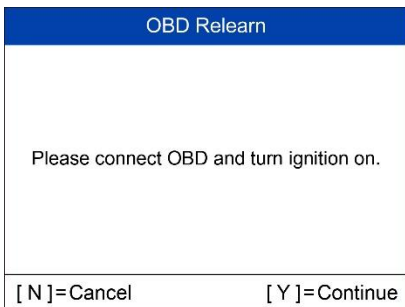 OBD Relearn
Please connect OBD and turn ignition on.
[ N ]=Cancel [ Y ]=Continue